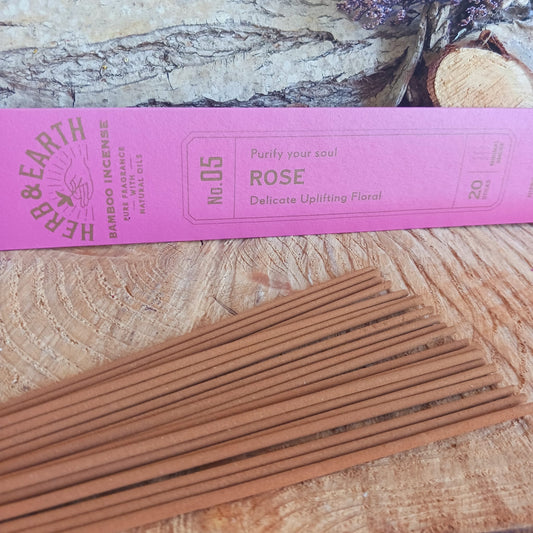 HERB & EARTH
BAMBOO INCENSE
PURE FRAGRANCE
WITH
NATURAL OILS
No.05
Purify your soul
ROSE
Delicate Uplifting Floral
20
STICKS